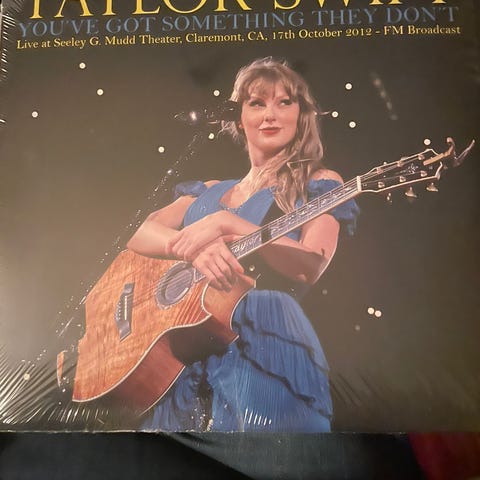 TAYLOR SWIFT
YOU'VE GOT SOMETHING THEY DON'T
Live at Seeley G. Mudd Theater, Claremont, CA, 17th October 2012 - FM Broadcast